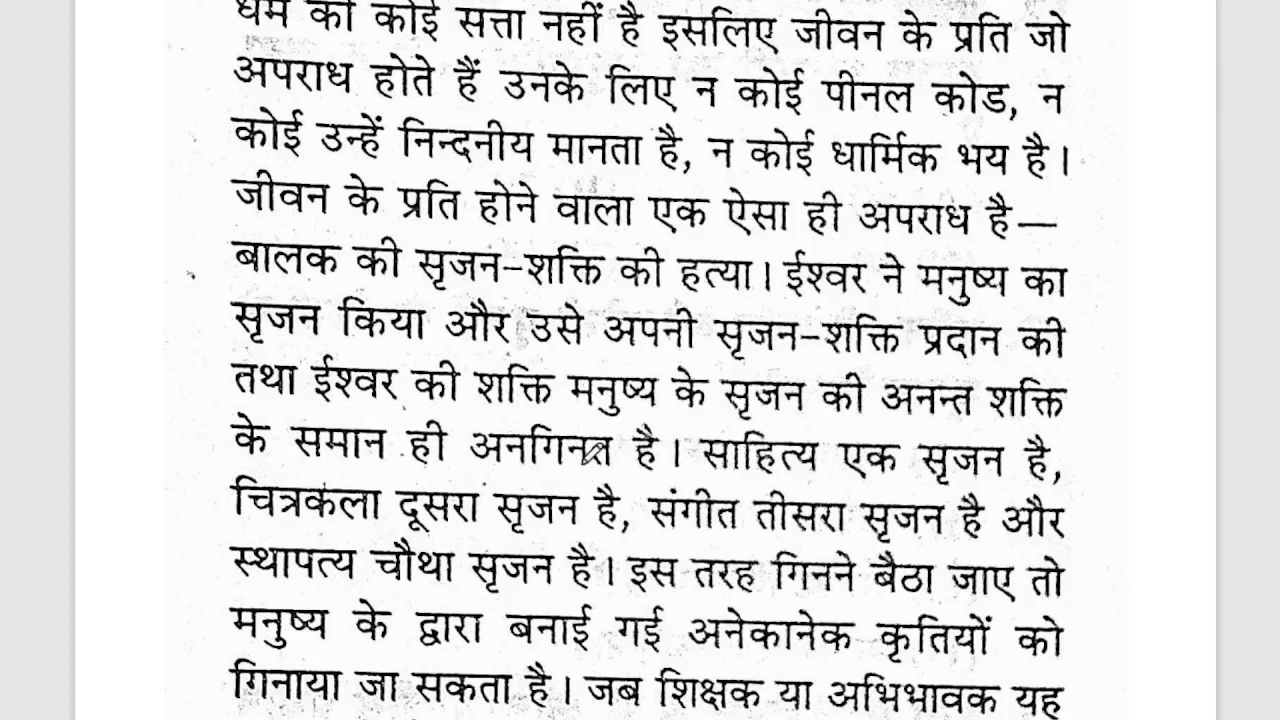 धर्म की कोई सत्ता नहीं है इसलिए जीवन के प्रति जो
अपराध होते हैं उनके लिए न कोई पीनल कोड, न
कोई उन्हें निन्दनीय मानता है, न कोई धार्मिक भय है।
जीवन के प्रति होने वाला एक ऐसा ही अपराध है—
बालक की सृजन-शक्ति की हत्या। ईश्वर ने मनुष्य का
सृजन किया और उसे अपनी सृजन-शक्ति प्रदान की
तथा ईश्वर की शक्ति मनुष्य के सृजन की अनन्त शक्ति
के समान ही अनगिनत है। साहित्य एक सृजन है,
चित्रकला दूसरा सृजन है, संगीत तीसरा सृजन है और
स्थापत्य चौथा सृजन है। इस तरह गिनने बैठा जाए तो
मनुष्य के द्वारा बनाई गई अनेकानेक कृतियों को
गिनाया जा सकता है। जब शिक्षक या अभिभावक यह